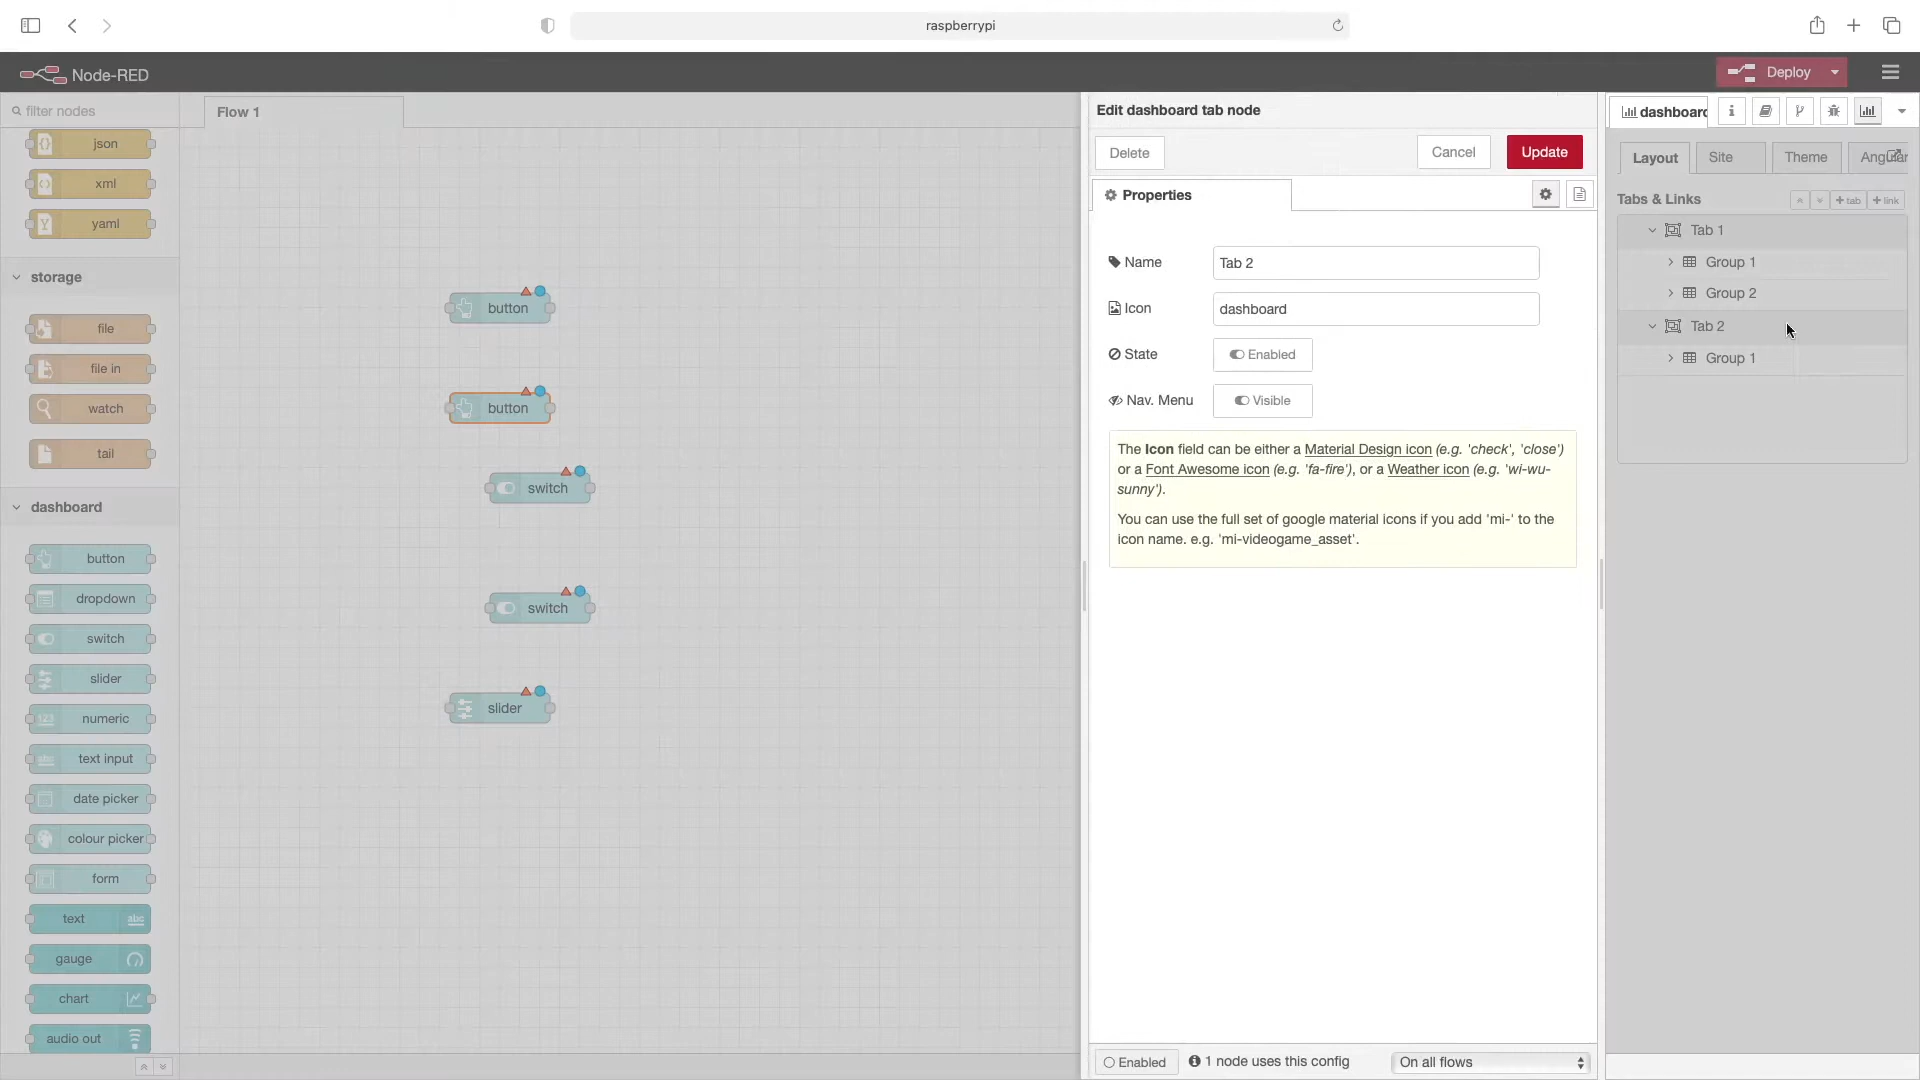 raspberrypi
Node-RED
Deploy
filter nodes
Flow 1
json
xml
yaml
storage
file
file in
watch
tail
dashboard
button
dropdown
switch
slider
numeric
text input
date picker
colour picker
form
text
abc
gauge
chart
audio out
button
button
switch
switch
slider
Edit dashboard tab node
Delete
Cancel
Update
Properties
Name
Tab 2
Icon
dashboard
State
Enabled
Nav. Menu
Visible
The Icon field can be either a Material Design icon (e.g. 'check', 'close')
or a Font Awesome icon (e.g. 'fa-fire'), or a Weather icon (e.g. 'wi-wu-
sunny').
You can use the full set of google material icons if you add 'mi-' to the
icon name. e.g. 'mi-videogame_asset'.
Enabled
1 node uses this config
On all flows
dashboard
Layout
Site
Theme
Angular
Tabs & Links
+ tab
+ link
Tab 1
Group 1
Group 2
Tab 2
Group 1